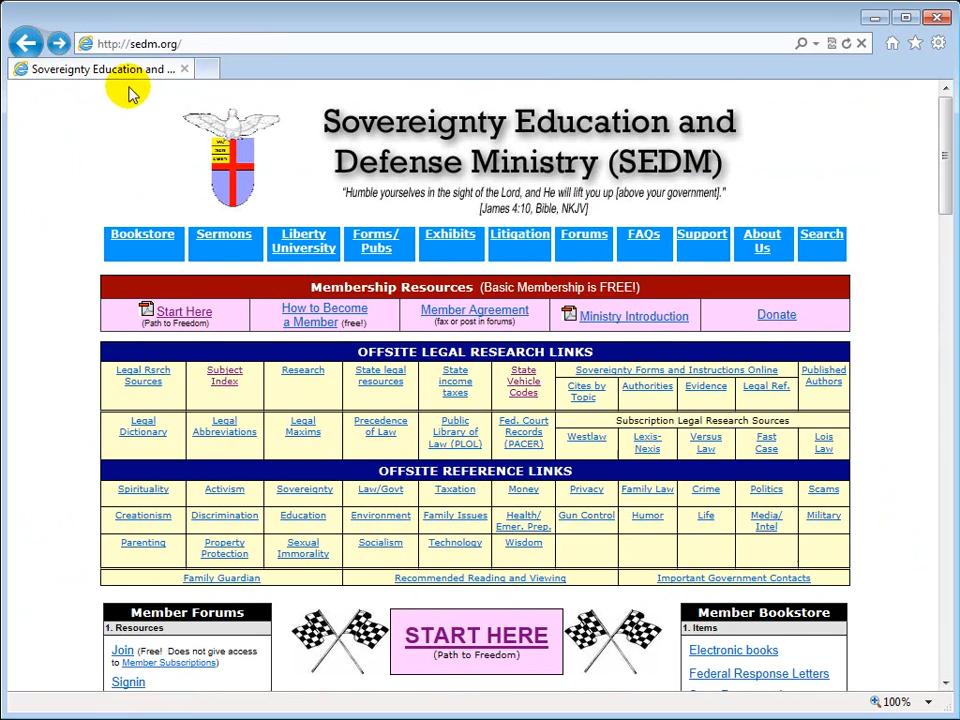 http://sedm.org/
Sovereignty Education and ...
Sovereignty Education and
Defense Ministry (SEDM)
"Humble yourselves in the sight of the Lord, and He will lift you up [above your government]."
[James 4:10, Bible, NKJV]
Bookstore Sermons Liberty University Forms/ Pubs Exhibits Litigation Forums FAQs Support About Us Search
Membership Resources (Basic Membership is FREE!)
Start Here (Path to Freedom)
How to Become a Member (free!)
Member Agreement (fax or post in forums)
Ministry Introduction
Donate
OFFSITE LEGAL RESEARCH LINKS
Legal Rsrch Sources
Subject Index
Research
State legal resources
State income taxes
State Vehicle Codes
Sovereignty Forms and Instructions Online
Cites by Topic
Authorities
Evidence
Legal Ref.
Published Authors
Legal Dictionary
Legal Abbreviations
Legal Maxims
Precedence of Law
Public Library of Law (PLOL)
Fed. Court Records (PACER)
Subscription Legal Research Sources
Westlaw
Lexis-Nexis
Versus Law
Fast Case
Lois Law
OFFSITE REFERENCE LINKS
Spirituality Activism Sovereignty Law/Govt Taxation Money Privacy Family Law Crime Politics Scams
Creationism Discrimination Education Environment Family Issues Health/ Emer. Prep. Gun Control Humor Life Media/ Intel Military
Parenting Property Protection Sexual Immorality Socialism Technology Wisdom
Family Guardian Recommended Reading and Viewing Important Government Contacts
Member Forums
1. Resources
Join (Free! Does not give access
to Member Subscriptions)
Signin
START HERE
(Path to Freedom)
Member Bookstore
1. Items
Electronic books
Federal Response Letters
100%